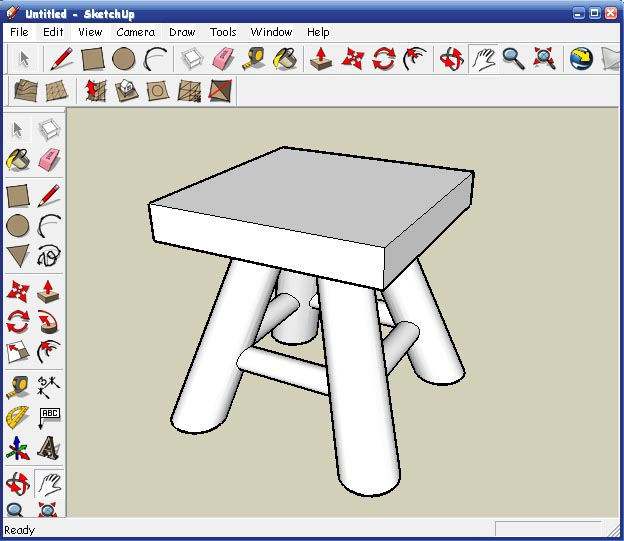 Untitled - SketchUp
File Edit View Camera Draw Tools Window Help
ABC
A
Ready